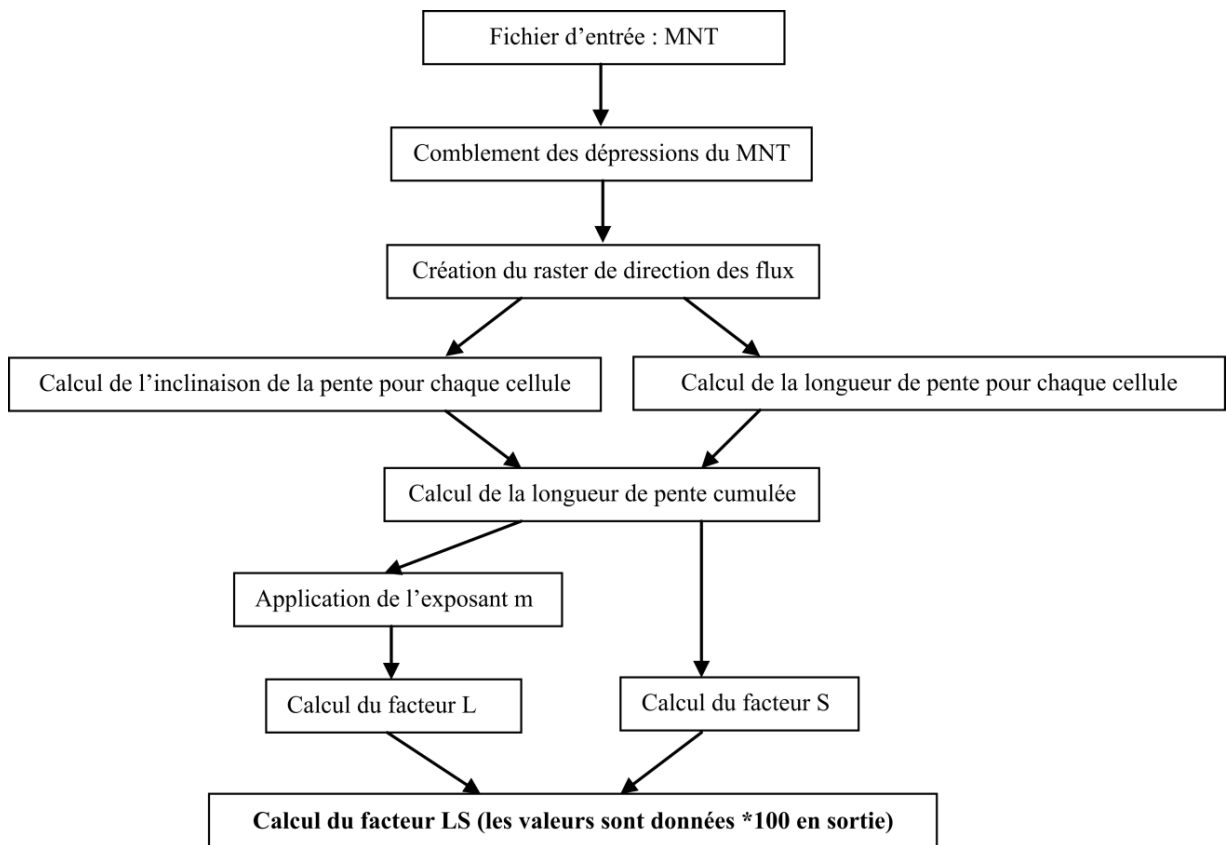 Fichier d’entrée : MNT
Comblement des dépressions du MNT
Création du raster de direction des flux
Calcul de l’inclinaison de la pente pour chaque cellule
Calcul de la longueur de pente pour chaque cellule
Calcul de la longueur de pente cumulée
Application de l’exposant m
Calcul du facteur L
Calcul du facteur S
Calcul du facteur LS (les valeurs sont données *100 en sortie)